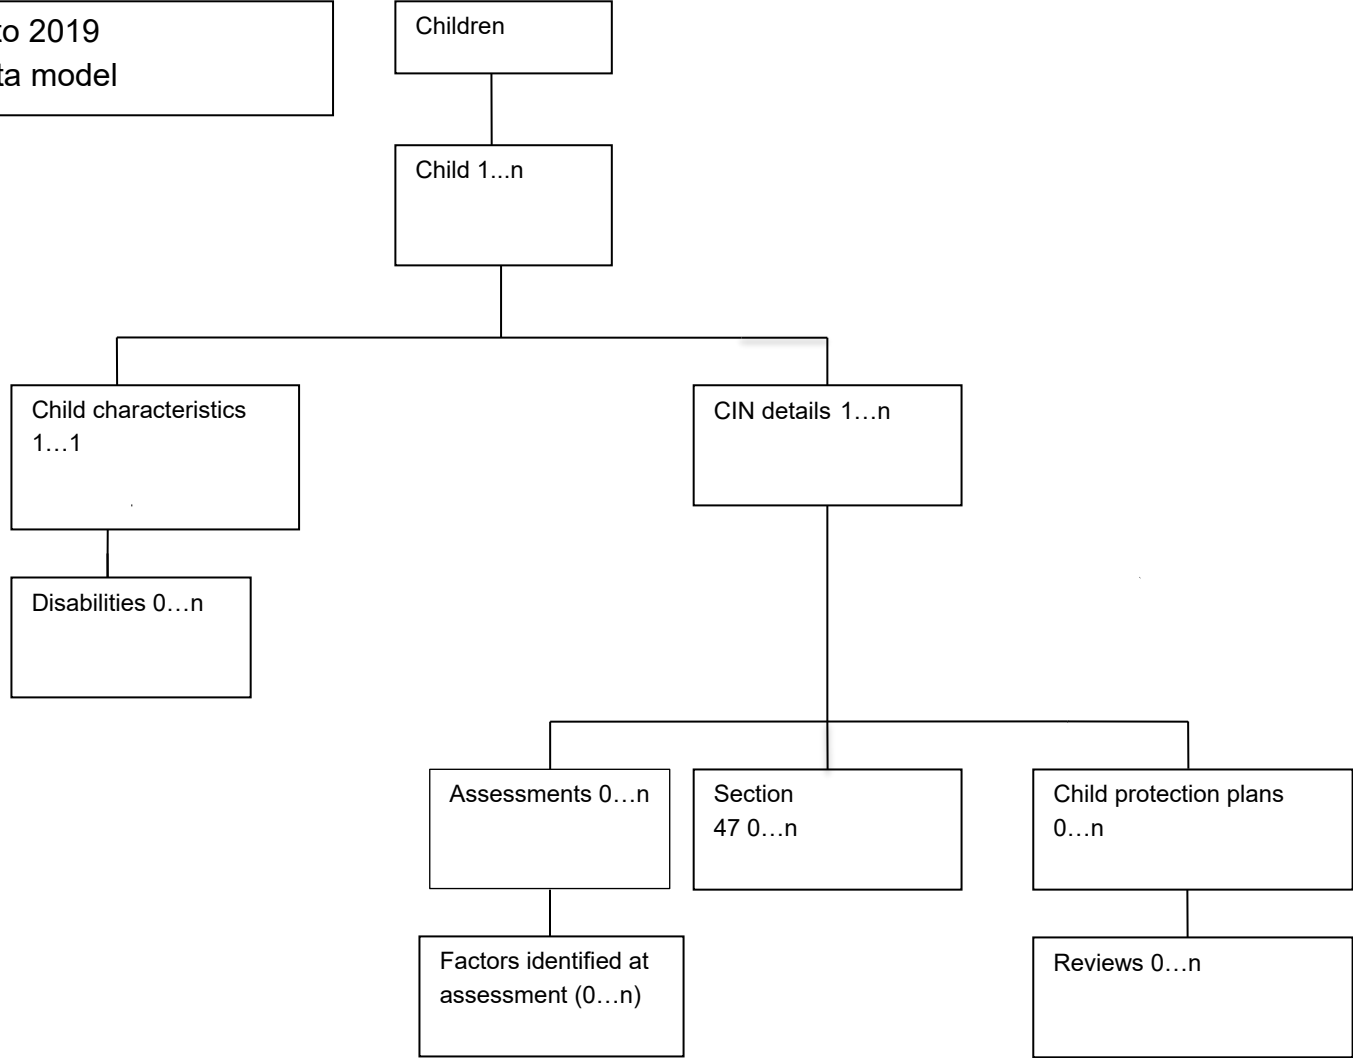 to 2019
ta model
Children
Child 1...n
Child characteristics
1…1
CIN details 1…n
Disabilities 0…n
Assessments 0…n
Section
47 0…n
Child protection plans
0…n
Factors identified at
assessment (0…n)
Reviews 0…n